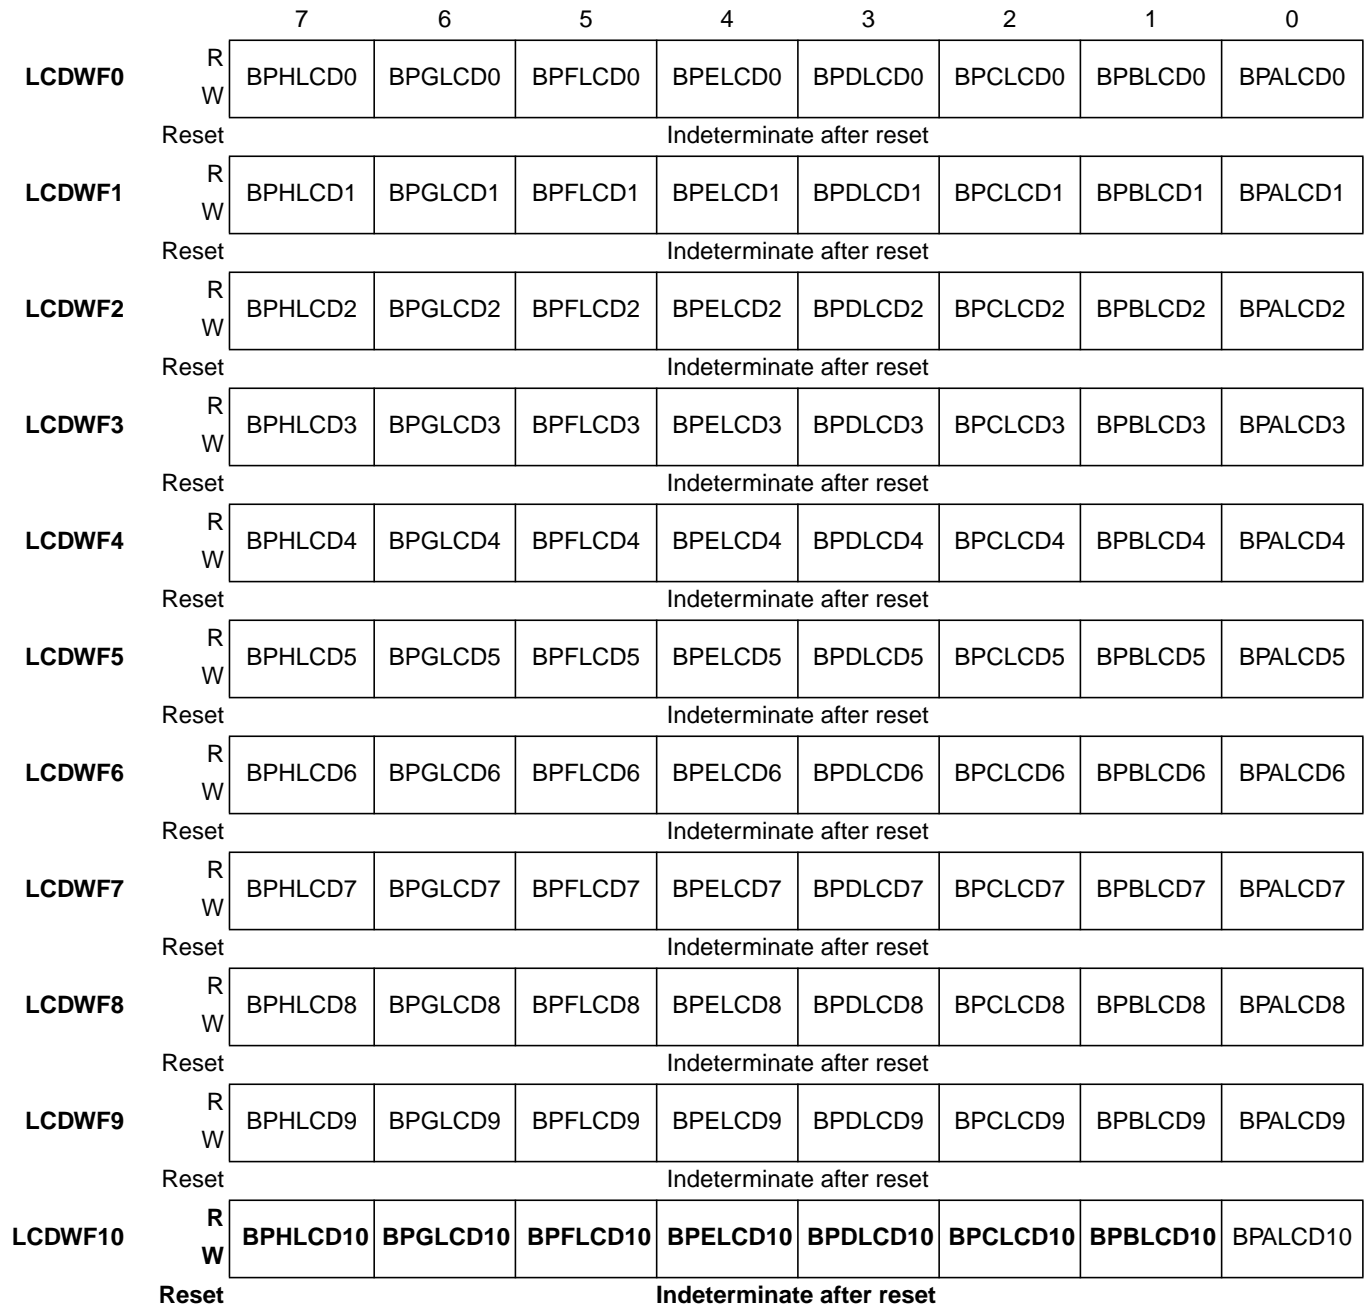 7 6 5 4 3 2 1 0
R
LCDWF0 BPHLCD0 BPGLCD0 BPFLCD0 BPELCD0 BPDLCD0 BPCLCD0 BPBLCD0 BPALCD0
W
Reset Indeterminate after reset
R
LCDWF1 BPHLCD1 BPGLCD1 BPFLCD1 BPELCD1 BPDLCD1 BPCLCD1 BPBLCD1 BPALCD1
W
Reset Indeterminate after reset
R
LCDWF2 BPHLCD2 BPGLCD2 BPFLCD2 BPELCD2 BPDLCD2 BPCLCD2 BPBLCD2 BPALCD2
W
Reset Indeterminate after reset
R
LCDWF3 BPHLCD3 BPGLCD3 BPFLCD3 BPELCD3 BPDLCD3 BPCLCD3 BPBLCD3 BPALCD3
W
Reset Indeterminate after reset
R
LCDWF4 BPHLCD4 BPGLCD4 BPFLCD4 BPELCD4 BPDLCD4 BPCLCD4 BPBLCD4 BPALCD4
W
Reset Indeterminate after reset
R
LCDWF5 BPHLCD5 BPGLCD5 BPFLCD5 BPELCD5 BPDLCD5 BPCLCD5 BPBLCD5 BPALCD5
W
Reset Indeterminate after reset
R
LCDWF6 BPHLCD6 BPGLCD6 BPFLCD6 BPELCD6 BPDLCD6 BPCLCD6 BPBLCD6 BPALCD6
W
Reset Indeterminate after reset
R
LCDWF7 BPHLCD7 BPGLCD7 BPFLCD7 BPELCD7 BPDLCD7 BPCLCD7 BPBLCD7 BPALCD7
W
Reset Indeterminate after reset
R
LCDWF8 BPHLCD8 BPGLCD8 BPFLCD8 BPELCD8 BPDLCD8 BPCLCD8 BPBLCD8 BPALCD8
W
Reset Indeterminate after reset
R
LCDWF9 BPHLCD9 BPGLCD9 BPFLCD9 BPELCD9 BPDLCD9 BPCLCD9 BPBLCD9 BPALCD9
W
Reset Indeterminate after reset
R
LCDWF10 BPHLCD10 BPGLCD10 BPFLCD10 BPELCD10 BPDLCD10 BPCLCD10 BPBLCD10 BPALCD10
W
Reset Indeterminate after reset